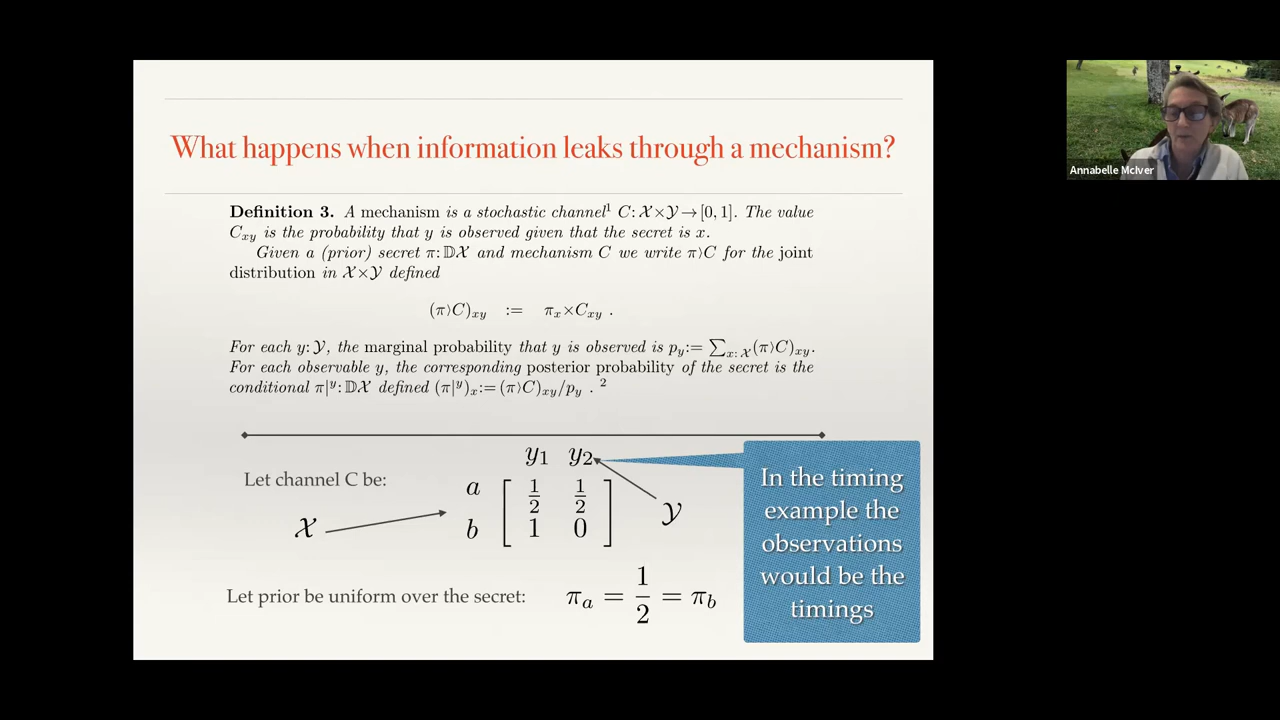 What happens when information leaks through a mechanism?
Definition 3. A mechanism is a stochastic channel¹ C: 𝒳×𝒴→[0,1]. The value
C_xy is the probability that y is observed given that the secret is x.
Given a (prior) secret π:𝔻𝒳 and mechanism C we write π⟩C for the joint
distribution in 𝒳×𝒴 defined
(π⟩C)_xy := π_x×C_xy .
For each y:𝒴, the marginal probability that y is observed is p_y:= ∑_x:𝒳(π⟩C)_xy.
For each observable y, the corresponding posterior probability of the secret is the
conditional π|^y:𝔻𝒳 defined (π|^y)_x:=(π⟩C)_xy/p_y . ²
y₁ y₂
Let channel C be:
a [ 1/2 1/2 ]
𝒳
𝒴
b [ 1 0 ]
Let prior be uniform over the secret: π_a = 1/2 = π_b
In the timing
example the
observations
would be the
timings
Annabelle McIver